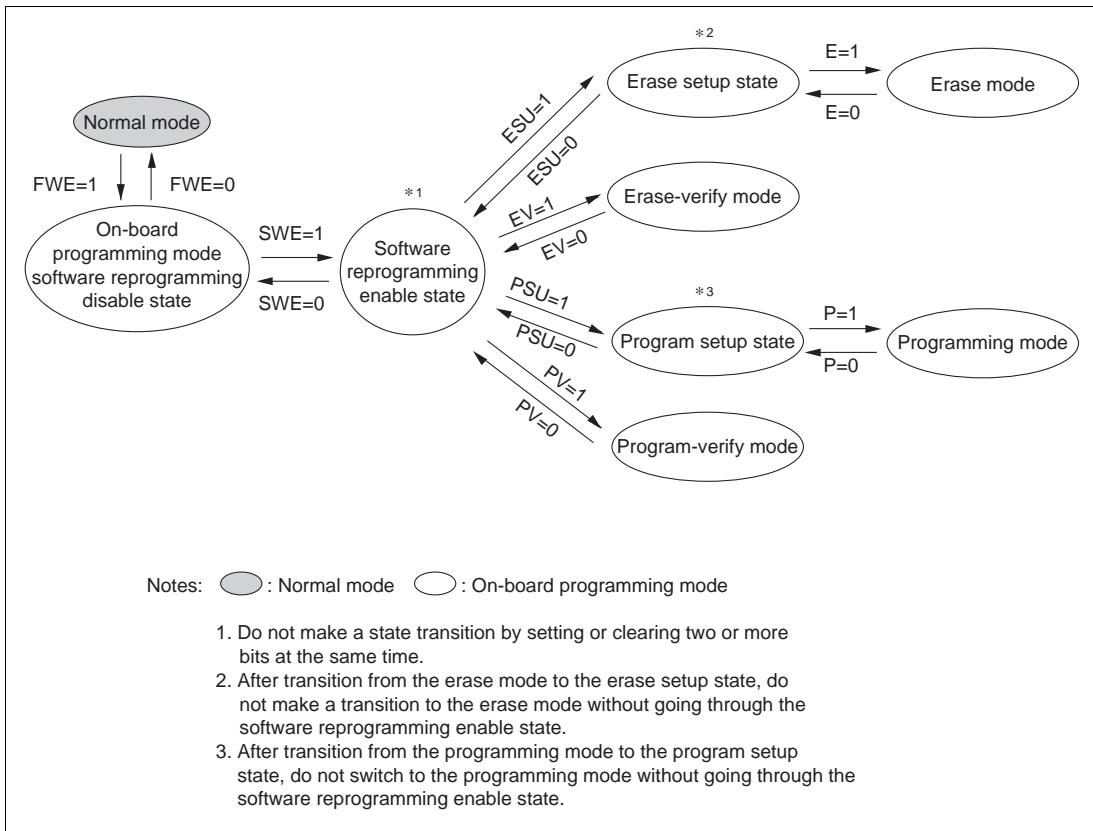 *2
Erase setup state
E=1
E=0
Erase mode
Normal mode
ESU=1
ESU=0
FWE=1
FWE=0
*1
EV=1
EV=0
Erase-verify mode
On-board
programming mode
software reprogramming
disable state
SWE=1
SWE=0
Software
reprogramming
enable state
PSU=1
PSU=0
*3
Program setup state
P=1
P=0
Programming mode
PV=1
PV=0
Program-verify mode
Notes: : Normal mode : On-board programming mode
1. Do not make a state transition by setting or clearing two or more
bits at the same time.
2. After transition from the erase mode to the erase setup state, do
not make a transition to the erase mode without going through the
software reprogramming enable state.
3. After transition from the programming mode to the program setup
state, do not switch to the programming mode without going through the
software reprogramming enable state.